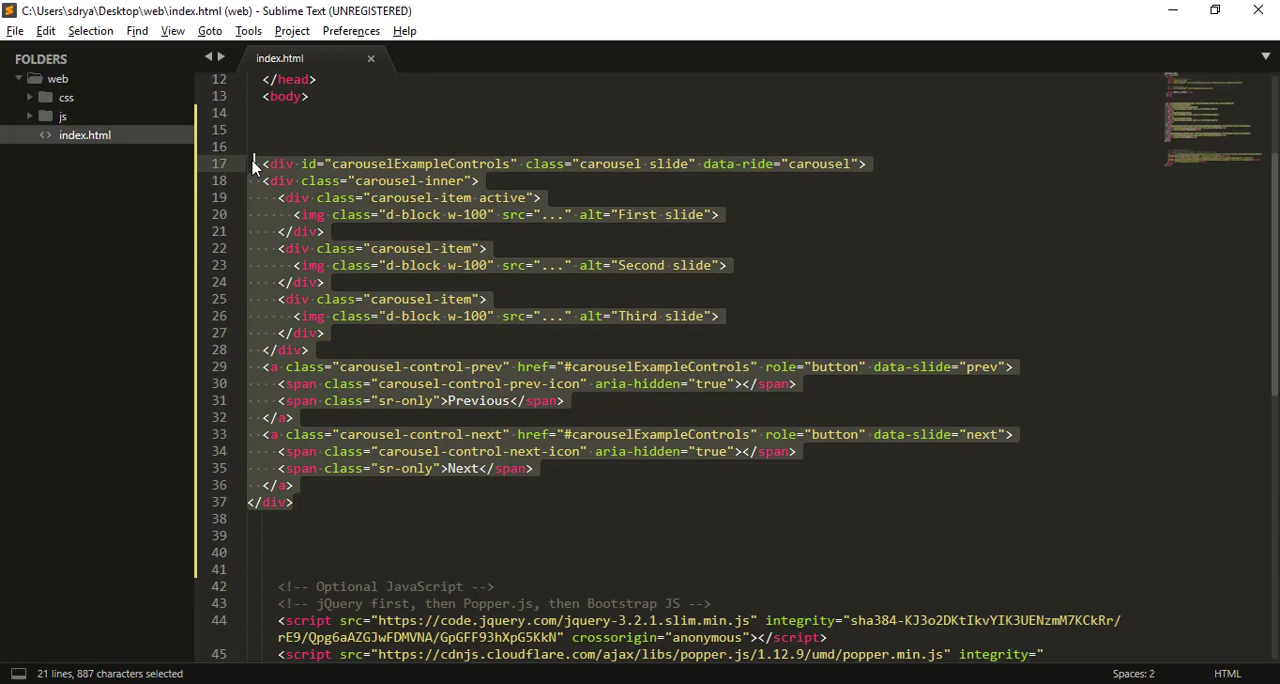 C:\Users\sdrya\Desktop\web\index.html (web) - Sublime Text (UNREGISTERED)
File Edit Selection Find View Goto Tools Project Preferences Help
FOLDERS
web
css
js
index.html
index.html
12 </head>
13 <body>
14
15
16
17 <div id="carouselExampleControls" class="carousel slide" data-ride="carousel">
18 <div class="carousel-inner">
19 <div class="carousel-item active">
20 <img class="d-block w-100" src="..." alt="First slide">
21 </div>
22 <div class="carousel-item">
23 <img class="d-block w-100" src="..." alt="Second slide">
24 </div>
25 <div class="carousel-item">
26 <img class="d-block w-100" src="..." alt="Third slide">
27 </div>
28 </div>
29 <a class="carousel-control-prev" href="#carouselExampleControls" role="button" data-slide="prev">
30 <span class="carousel-control-prev-icon" aria-hidden="true"></span>
31 <span class="sr-only">Previous</span>
32 </a>
33 <a class="carousel-control-next" href="#carouselExampleControls" role="button" data-slide="next">
34 <span class="carousel-control-next-icon" aria-hidden="true"></span>
35 <span class="sr-only">Next</span>
36 </a>
37 </div>
38
39
40
41
42 <!-- Optional JavaScript -->
43 <!-- jQuery first, then Popper.js, then Bootstrap JS -->
44 <script src="https://code.jquery.com/jquery-3.2.1.slim.min.js" integrity="sha384-KJ3o2DKtIkvYIK3UENzmM7KCkRr/
rE9/Qpg6aAZGJwFDMVNA/GpGFF93hXpG5KkN" crossorigin="anonymous"></script>
45 <script src="https://cdnjs.cloudflare.com/ajax/libs/popper.js/1.12.9/umd/popper.min.js" integrity="
21 lines, 887 characters selected
Spaces: 2
HTML